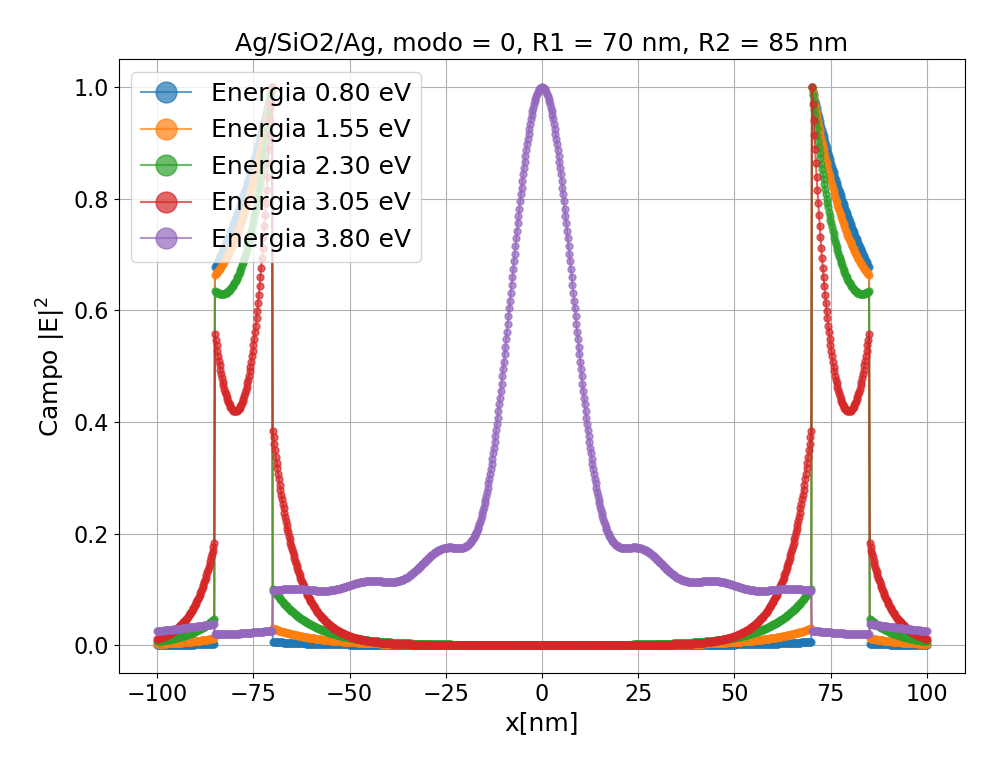 Ag/SiO2/Ag, modo = 0, R1 = 70 nm, R2 = 85 nm
Energia 0.80 eV
Energia 1.55 eV
Energia 2.30 eV
Energia 3.05 eV
Energia 3.80 eV
Campo |E|²
1.0
0.8
0.6
0.4
0.2
0.0
−100 −75 −50 −25 0 25 50 75 100
x[nm]